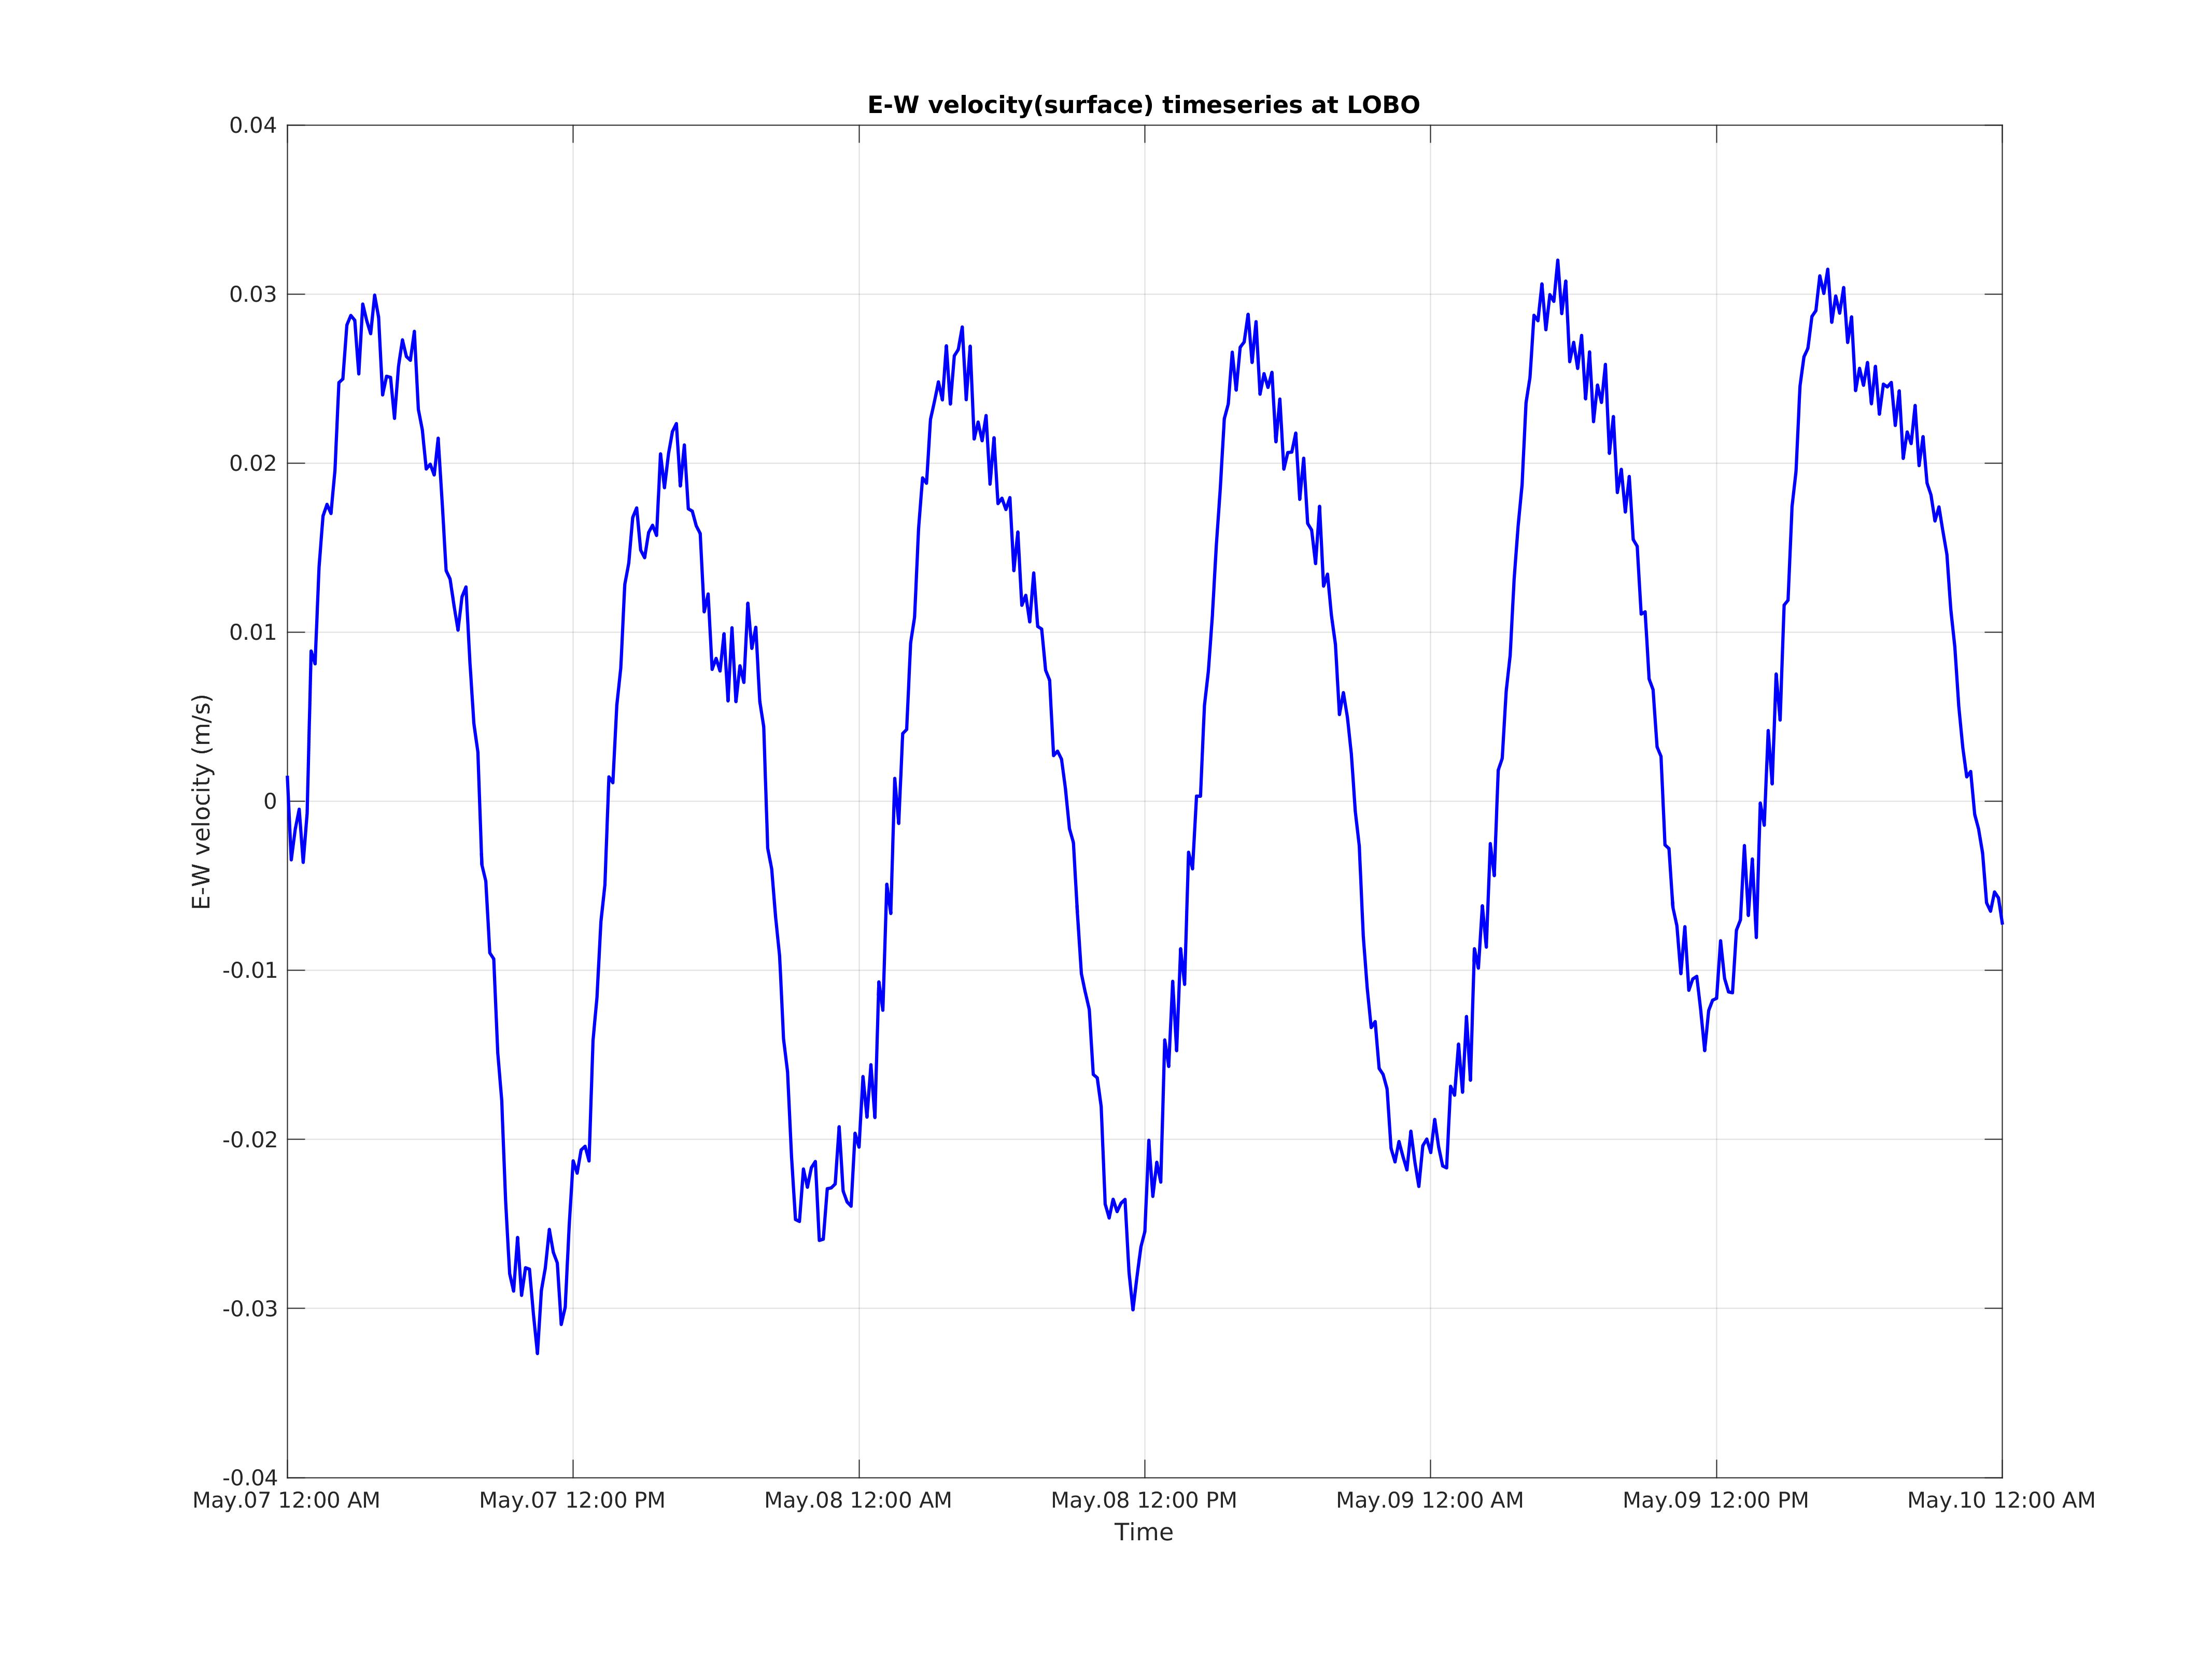 E-W velocity(surface) timeseries at LOBO
0.04
0.03
0.02
0.01
0
-0.01
-0.02
-0.03
-0.04
E-W velocity (m/s)
May.07 12:00 AM
May.07 12:00 PM
May.08 12:00 AM
May.08 12:00 PM
May.09 12:00 AM
May.09 12:00 PM
May.10 12:00 AM
Time